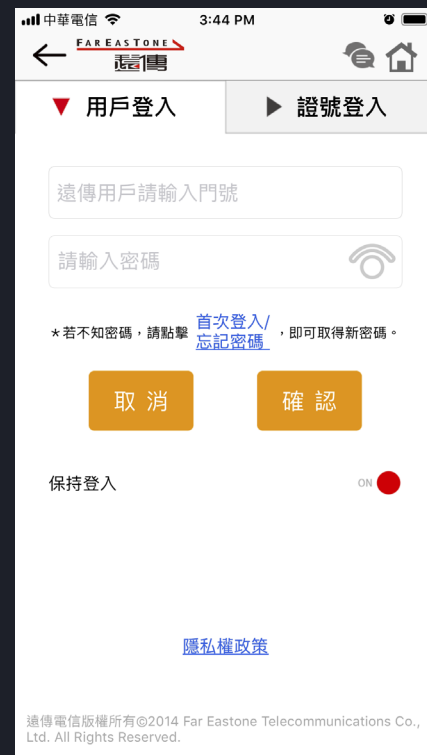 中華電信 3:44 PM
FAREASTONE
遠傳
用戶登入 證號登入
遠傳用戶請輸入門號
請輸入密碼
＊若不知密碼，請點擊 首次登入/
忘記密碼 ，即可取得新密碼。
取 消 確 認
保持登入 ON
隱私權政策
遠傳電信版權所有©2014 Far Eastone Telecommunications Co.,
Ltd. All Rights Reserved.